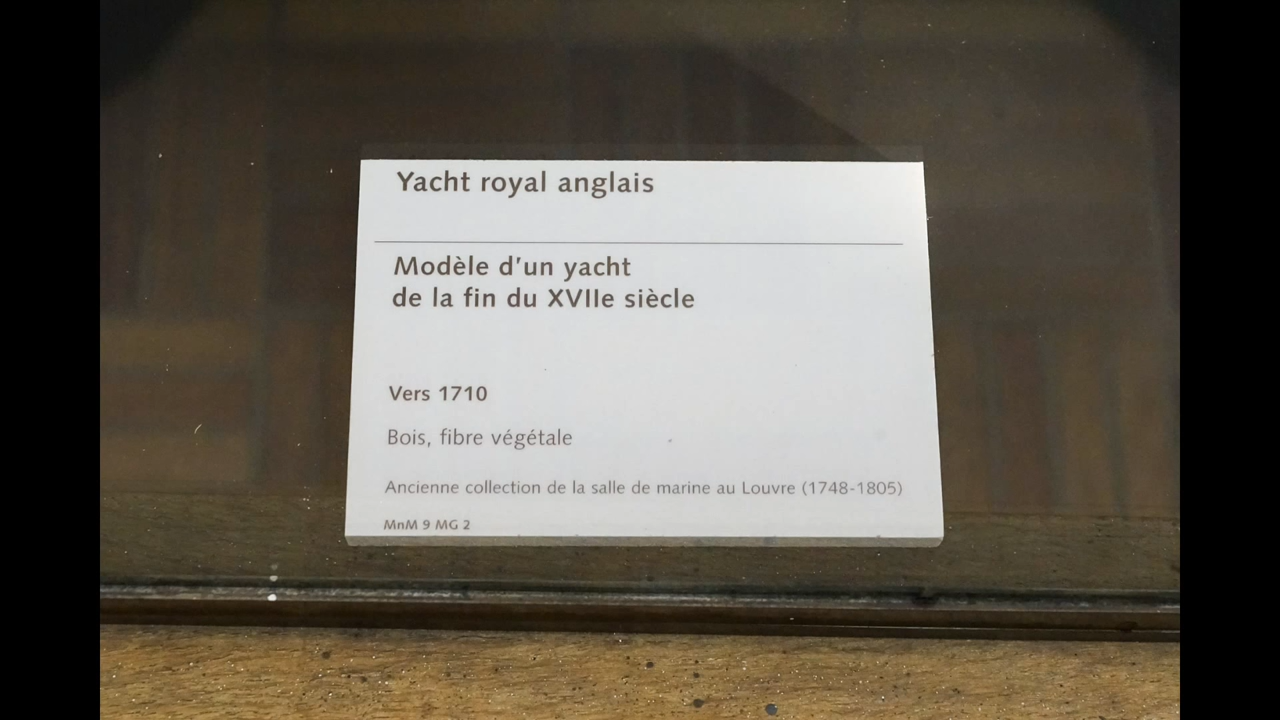 Yacht royal anglais
Modèle d'un yacht
de la fin du XVIIe siècle
Vers 1710
Bois, fibre végétale
Ancienne collection de la salle de marine au Louvre (1748-1805)
MnM 9 MG 2